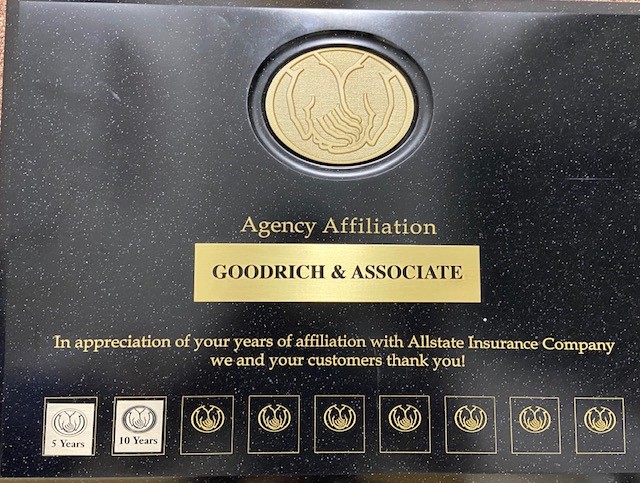 Agency Affiliation
GOODRICH & ASSOCIATE
In appreciation of your years of affiliation with Allstate Insurance Company
we and your customers thank you!
5 Years
10 Years